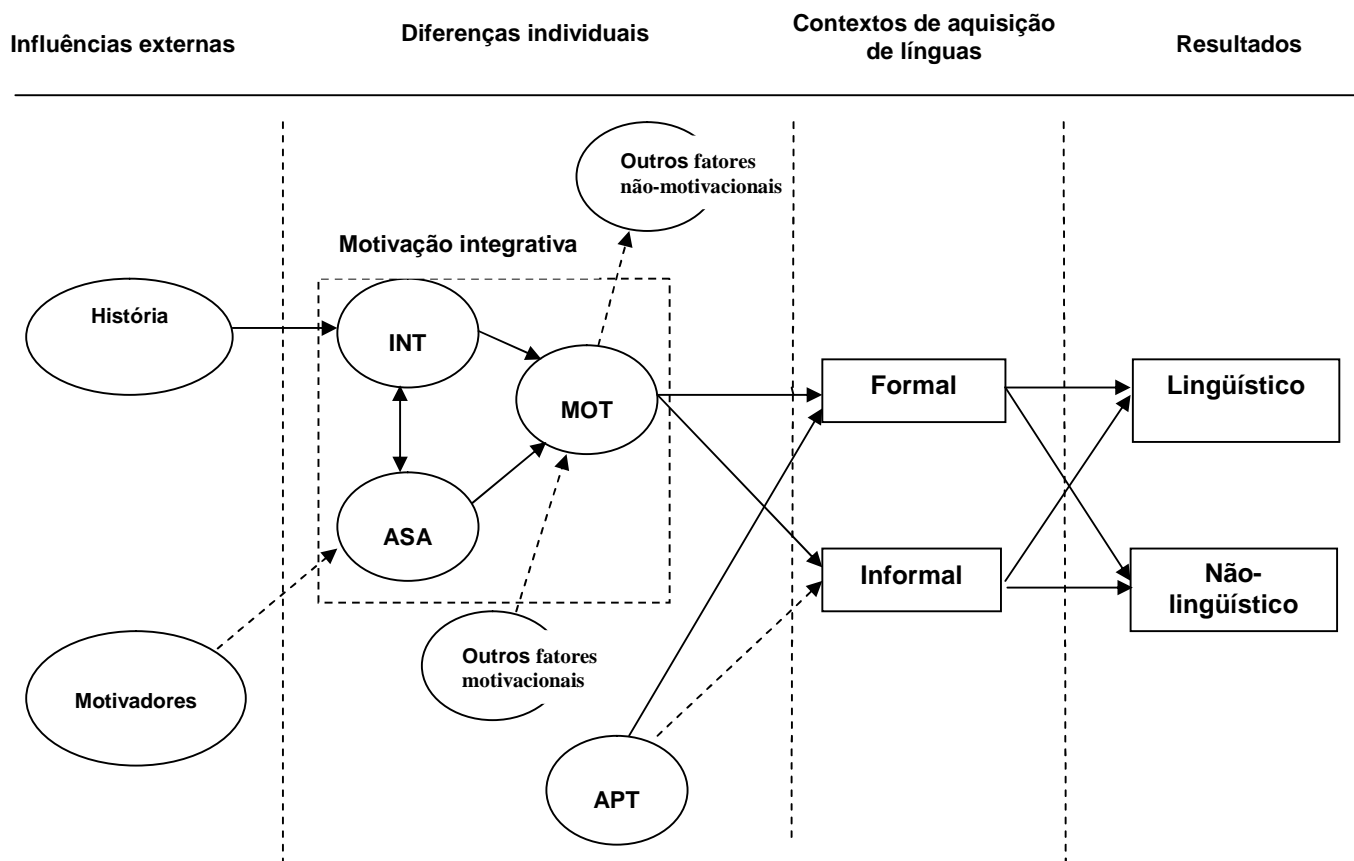 Influências externas
Diferenças individuais
Contextos de aquisição
de línguas
Resultados
Outros fatores
não-motivacionais
Motivação integrativa
História
INT
MOT
ASA
Formal
Lingüístico
Informal
Não-
lingüístico
Outros fatores
motivacionais
Motivadores
APT